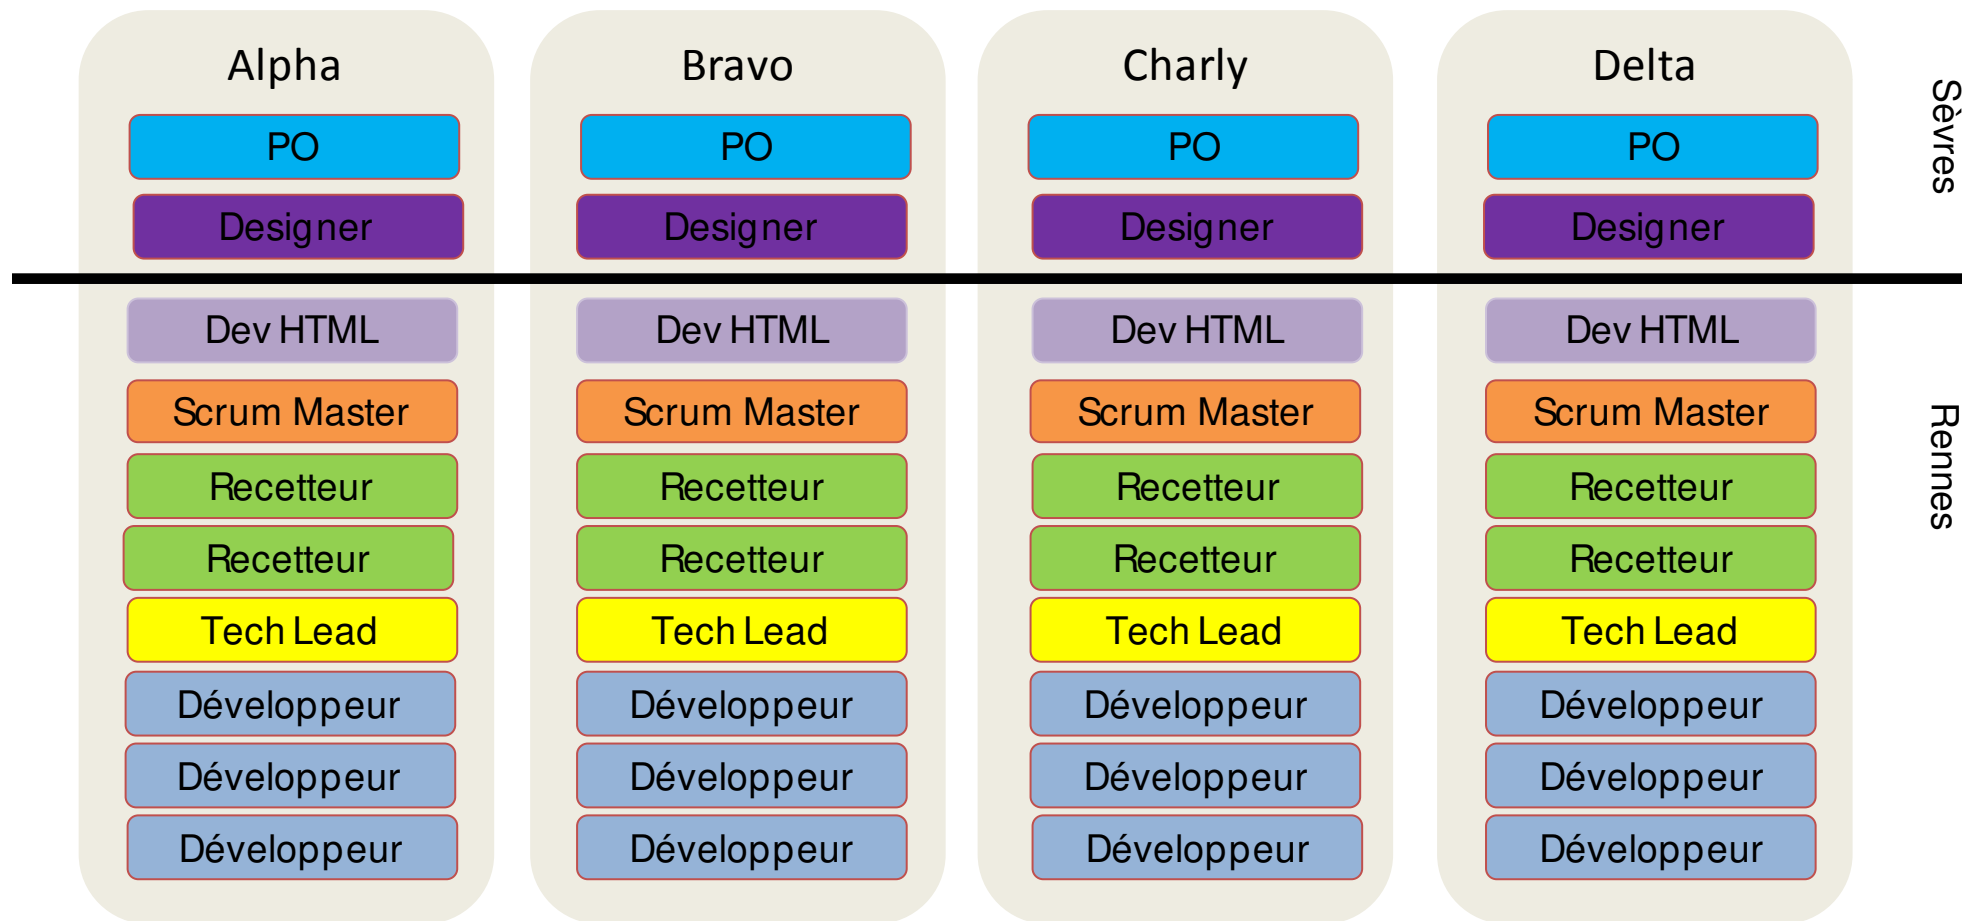 Alpha Bravo Charly Delta
PO PO PO PO
Designer Designer Designer Designer
Sèvres
Dev HTML Dev HTML Dev HTML Dev HTML
Scrum Master Scrum Master Scrum Master Scrum Master
Recetteur Recetteur Recetteur Recetteur
Rennes
Recetteur Recetteur Recetteur Recetteur
Tech Lead Tech Lead Tech Lead Tech Lead
Développeur Développeur Développeur Développeur
Développeur Développeur Développeur Développeur
Développeur Développeur Développeur Développeur